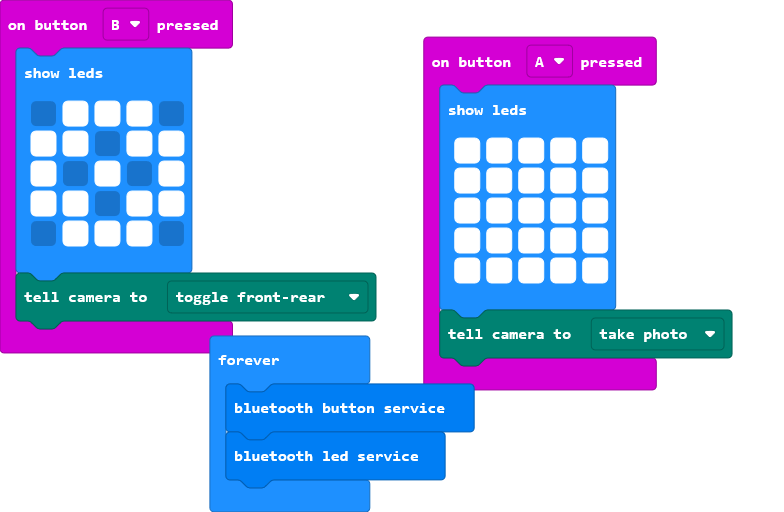 on button B pressed
show leds
tell camera to toggle front-rear
on button A pressed
show leds
tell camera to take photo
forever
bluetooth button service
bluetooth led service